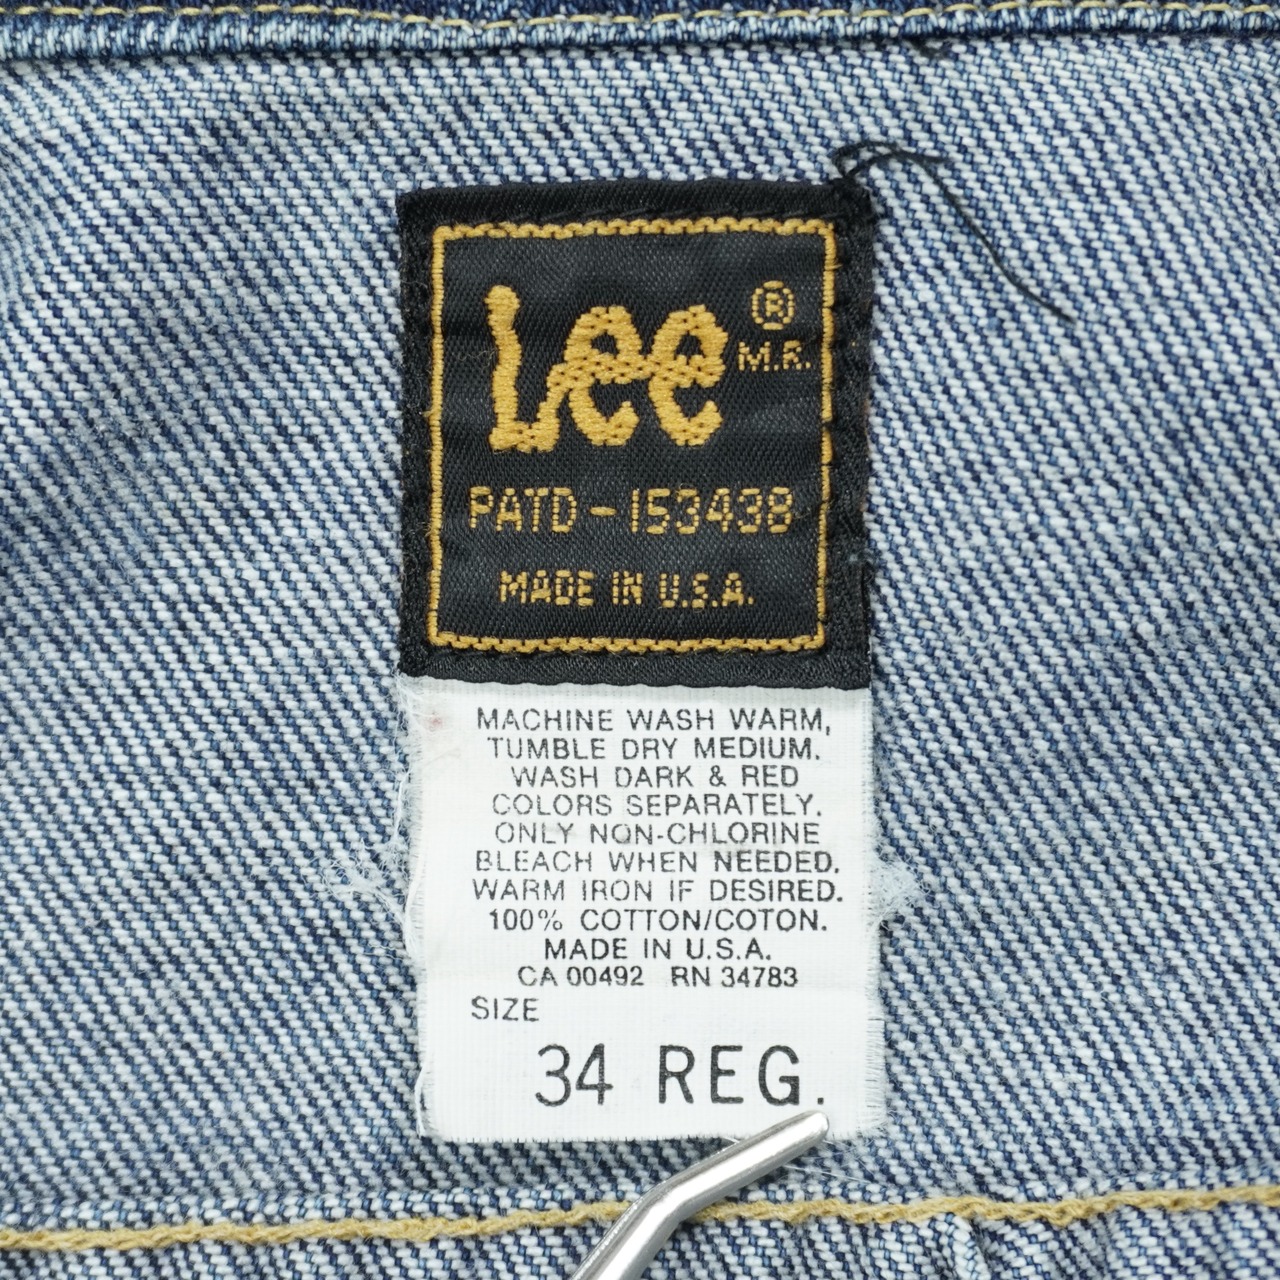 Lee ®
M.R.
PATD-153438
MADE IN U.S.A.
MACHINE WASH WARM,
TUMBLE DRY MEDIUM.
WASH DARK & RED
COLORS SEPARATELY.
ONLY NON-CHLORINE
BLEACH WHEN NEEDED.
WARM IRON IF DESIRED.
100% COTTON/COTON.
MADE IN U.S.A.
CA 00492 RN 34783
SIZE
34 REG.